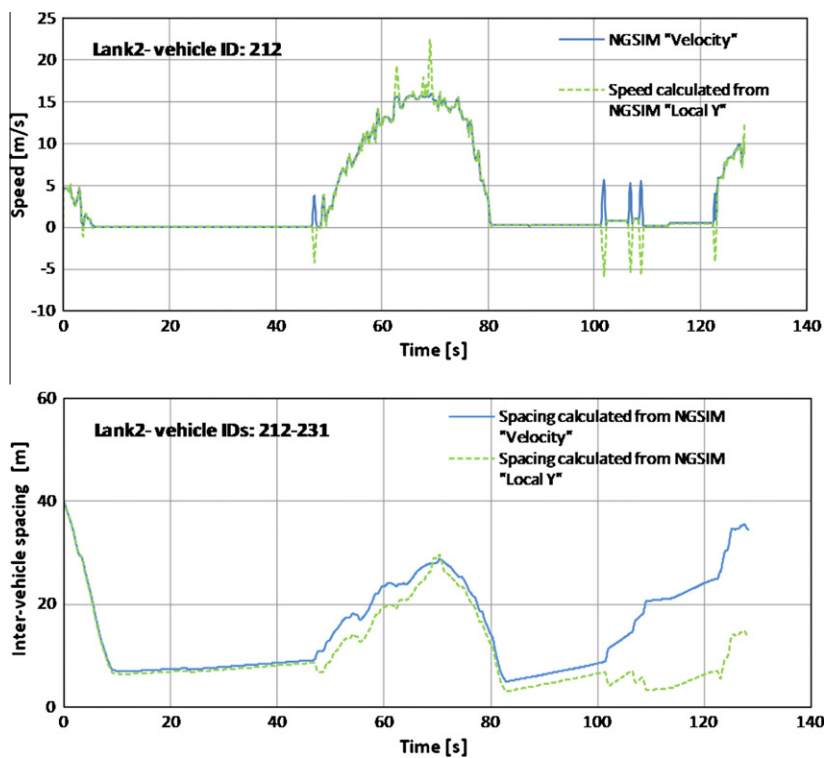 Lank2- vehicle ID: 212
NGSIM "Velocity"
Speed calculated from
NGSIM "Local Y"
Speed [m/s]
25
20
15
10
5
0
-5
-10
0 20 40 60 80 100 120 140
Time [s]
Lank2- vehicle IDs: 212-231
Spacing calculated from NGSIM
"Velocity"
Spacing calculated from NGSIM
"Local Y"
Inter-vehicle spacing [m]
60
40
20
0
0 20 40 60 80 100 120 140
Time [s]